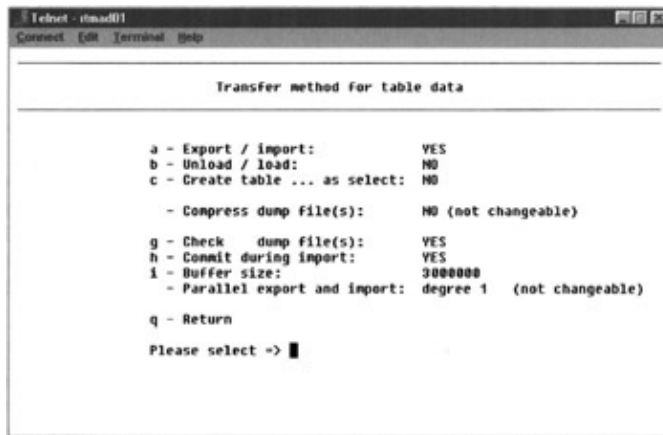 Telnet - rtmad01
Connect Edit Terminal Help
Transfer method for table data
a - Export / import: YES
b - Unload / load: NO
c - Create table ... as select: NO
- Compress dump file(s): NO (not changeable)
g - Check dump file(s): YES
h - Commit during import: YES
i - Buffer size: 3000000
- Parallel export and import: degree 1 (not changeable)
q - Return
Please select ->